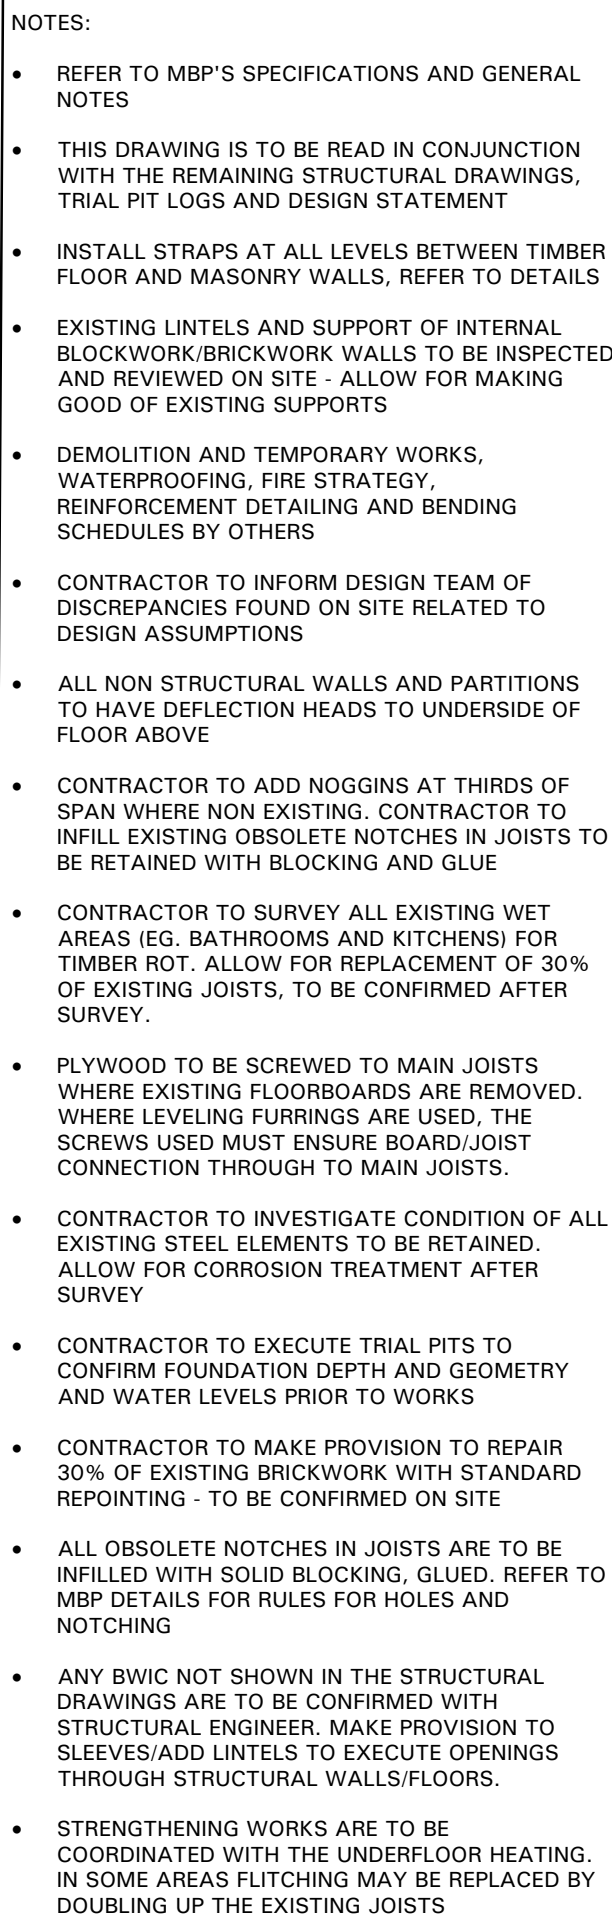 NOTES:
• REFER TO MBP'S SPECIFICATIONS AND GENERAL
NOTES
• THIS DRAWING IS TO BE READ IN CONJUNCTION
WITH THE REMAINING STRUCTURAL DRAWINGS,
TRIAL PIT LOGS AND DESIGN STATEMENT
• INSTALL STRAPS AT ALL LEVELS BETWEEN TIMBER
FLOOR AND MASONRY WALLS, REFER TO DETAILS
• EXISTING LINTELS AND SUPPORT OF INTERNAL
BLOCKWORK/BRICKWORK WALLS TO BE INSPECTED
AND REVIEWED ON SITE - ALLOW FOR MAKING
GOOD OF EXISTING SUPPORTS
• DEMOLITION AND TEMPORARY WORKS,
WATERPROOFING, FIRE STRATEGY,
REINFORCEMENT DETAILING AND BENDING
SCHEDULES BY OTHERS
• CONTRACTOR TO INFORM DESIGN TEAM OF
DISCREPANCIES FOUND ON SITE RELATED TO
DESIGN ASSUMPTIONS
• ALL NON STRUCTURAL WALLS AND PARTITIONS
TO HAVE DEFLECTION HEADS TO UNDERSIDE OF
FLOOR ABOVE
• CONTRACTOR TO ADD NOGGINS AT THIRDS OF
SPAN WHERE NON EXISTING. CONTRACTOR TO
INFILL EXISTING OBSOLETE NOTCHES IN JOISTS TO
BE RETAINED WITH BLOCKING AND GLUE
• CONTRACTOR TO SURVEY ALL EXISTING WET
AREAS (EG. BATHROOMS AND KITCHENS) FOR
TIMBER ROT. ALLOW FOR REPLACEMENT OF 30%
OF EXISTING JOISTS, TO BE CONFIRMED AFTER
SURVEY.
• PLYWOOD TO BE SCREWED TO MAIN JOISTS
WHERE EXISTING FLOORBOARDS ARE REMOVED.
WHERE LEVELING FURRINGS ARE USED, THE
SCREWS USED MUST ENSURE BOARD/JOIST
CONNECTION THROUGH TO MAIN JOISTS.
• CONTRACTOR TO INVESTIGATE CONDITION OF ALL
EXISTING STEEL ELEMENTS TO BE RETAINED.
ALLOW FOR CORROSION TREATMENT AFTER
SURVEY
• CONTRACTOR TO EXECUTE TRIAL PITS TO
CONFIRM FOUNDATION DEPTH AND GEOMETRY
AND WATER LEVELS PRIOR TO WORKS
• CONTRACTOR TO MAKE PROVISION TO REPAIR
30% OF EXISTING BRICKWORK WITH STANDARD
REPOINTING - TO BE CONFIRMED ON SITE
• ALL OBSOLETE NOTCHES IN JOISTS ARE TO BE
INFILLED WITH SOLID BLOCKING, GLUED. REFER TO
MBP DETAILS FOR RULES FOR HOLES AND
NOTCHING
• ANY BWIC NOT SHOWN IN THE STRUCTURAL
DRAWINGS ARE TO BE CONFIRMED WITH
STRUCTURAL ENGINEER. MAKE PROVISION TO
SLEEVES/ADD LINTELS TO EXECUTE OPENINGS
THROUGH STRUCTURAL WALLS/FLOORS.
• STRENGTHENING WORKS ARE TO BE
COORDINATED WITH THE UNDERFLOOR HEATING.
IN SOME AREAS FLITCHING MAY BE REPLACED BY
DOUBLING UP THE EXISTING JOISTS